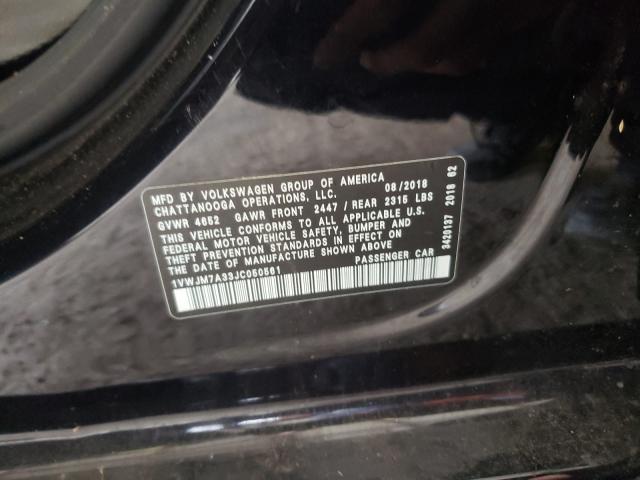 MFD BY VOLKSWAGEN GROUP OF AMERICA
CHATTANOOGA OPERATIONS, LLC. 08/2018
GVWR 4652 GAWR FRONT 2447 / REAR 2315 LBS
THIS VEHICLE CONFORMS TO ALL APPLICABLE U.S.
FEDERAL MOTOR VEHICLE SAFETY, BUMPER AND
THEFT PREVENTION STANDARDS IN EFFECT ON
THE DATE OF MANUFACTURE SHOWN ABOVE
1VWJM7A33JC050561 PASSENGER CAR
3420137 2018 62